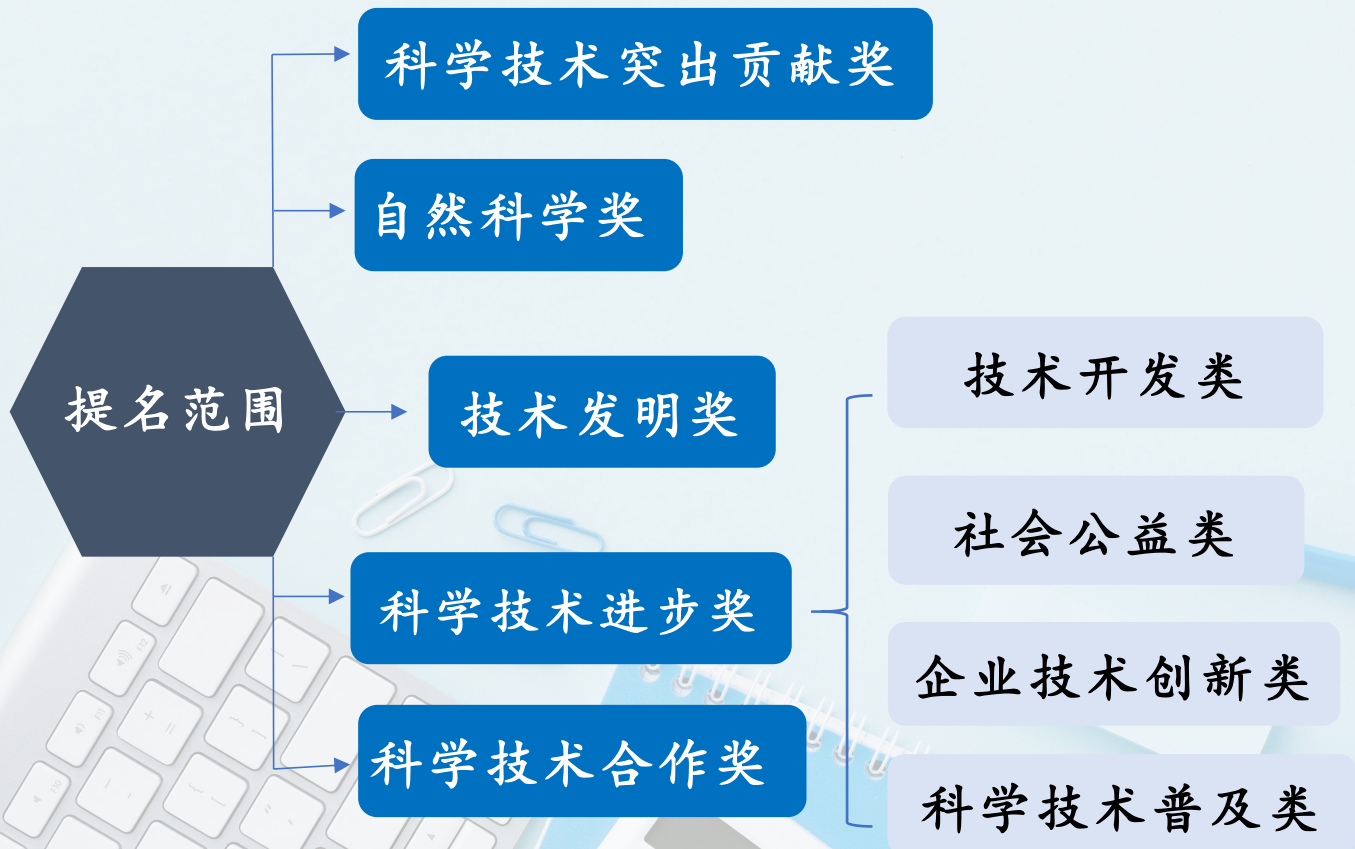 提名范围
科学技术突出贡献奖
自然科学奖
技术发明奖
科学技术进步奖
科学技术合作奖
技术开发类
社会公益类
企业技术创新类
科学技术普及类